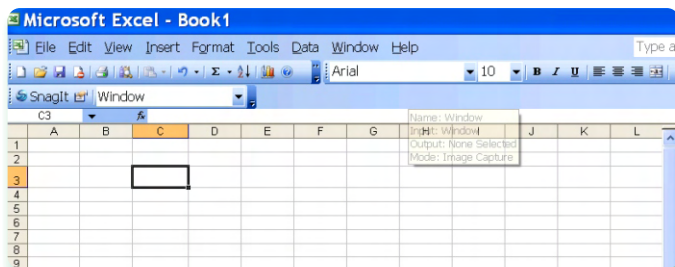 Microsoft Excel - Book1
File Edit View Insert Format Tools Data Window Help Type a
Σ Arial 10 B I U
SnagIt Window
C3 fx
Name: Window
Input: Window
Output: None Selected
Mode: Image Capture
A B C D E F G H I J K L
1
2
3
4
5
6
7
8
9